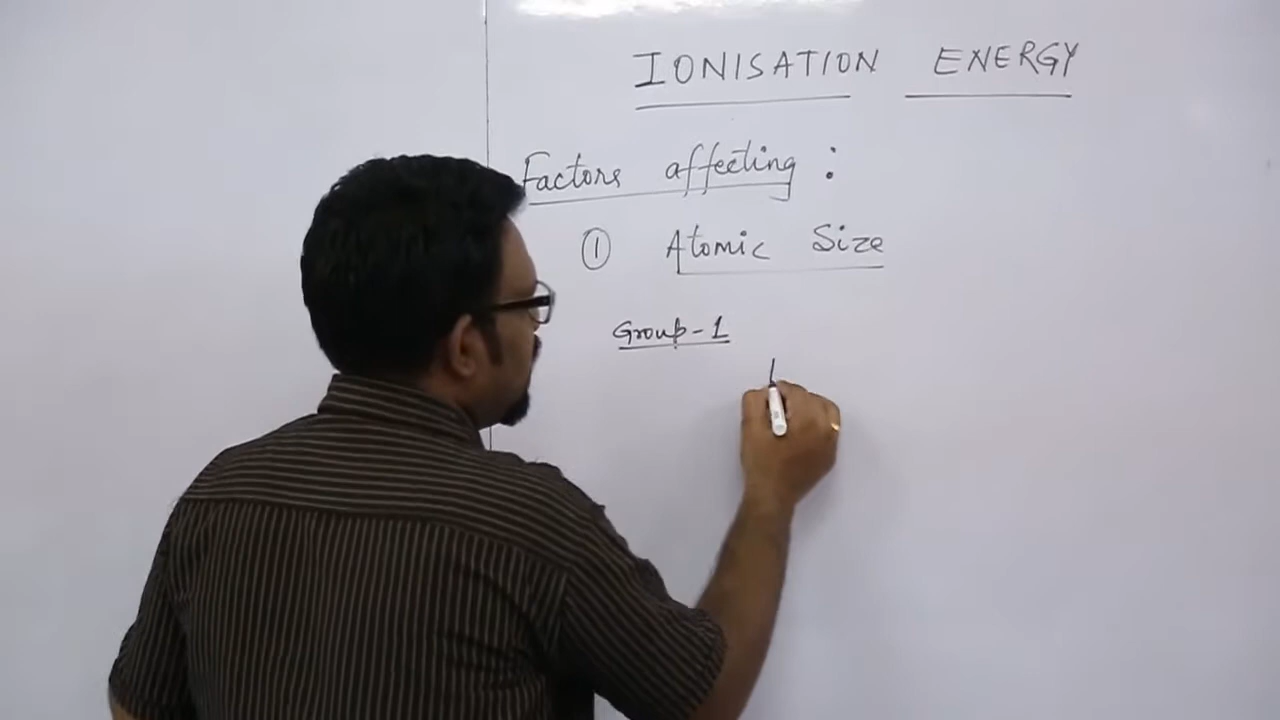 IONISATION ENERGY
Factors affecting :
① Atomic Size
Group-1